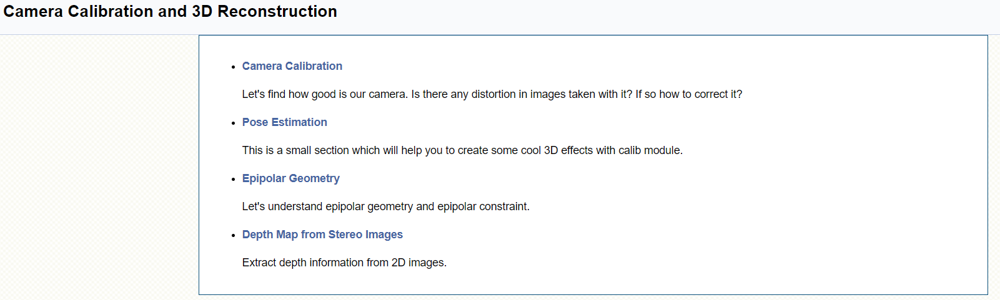 Camera Calibration and 3D Reconstruction
Camera Calibration
Let's find how good is our camera. Is there any distortion in images taken with it? If so how to correct it?
Pose Estimation
This is a small section which will help you to create some cool 3D effects with calib module.
Epipolar Geometry
Let's understand epipolar geometry and epipolar constraint.
Depth Map from Stereo Images
Extract depth information from 2D images.